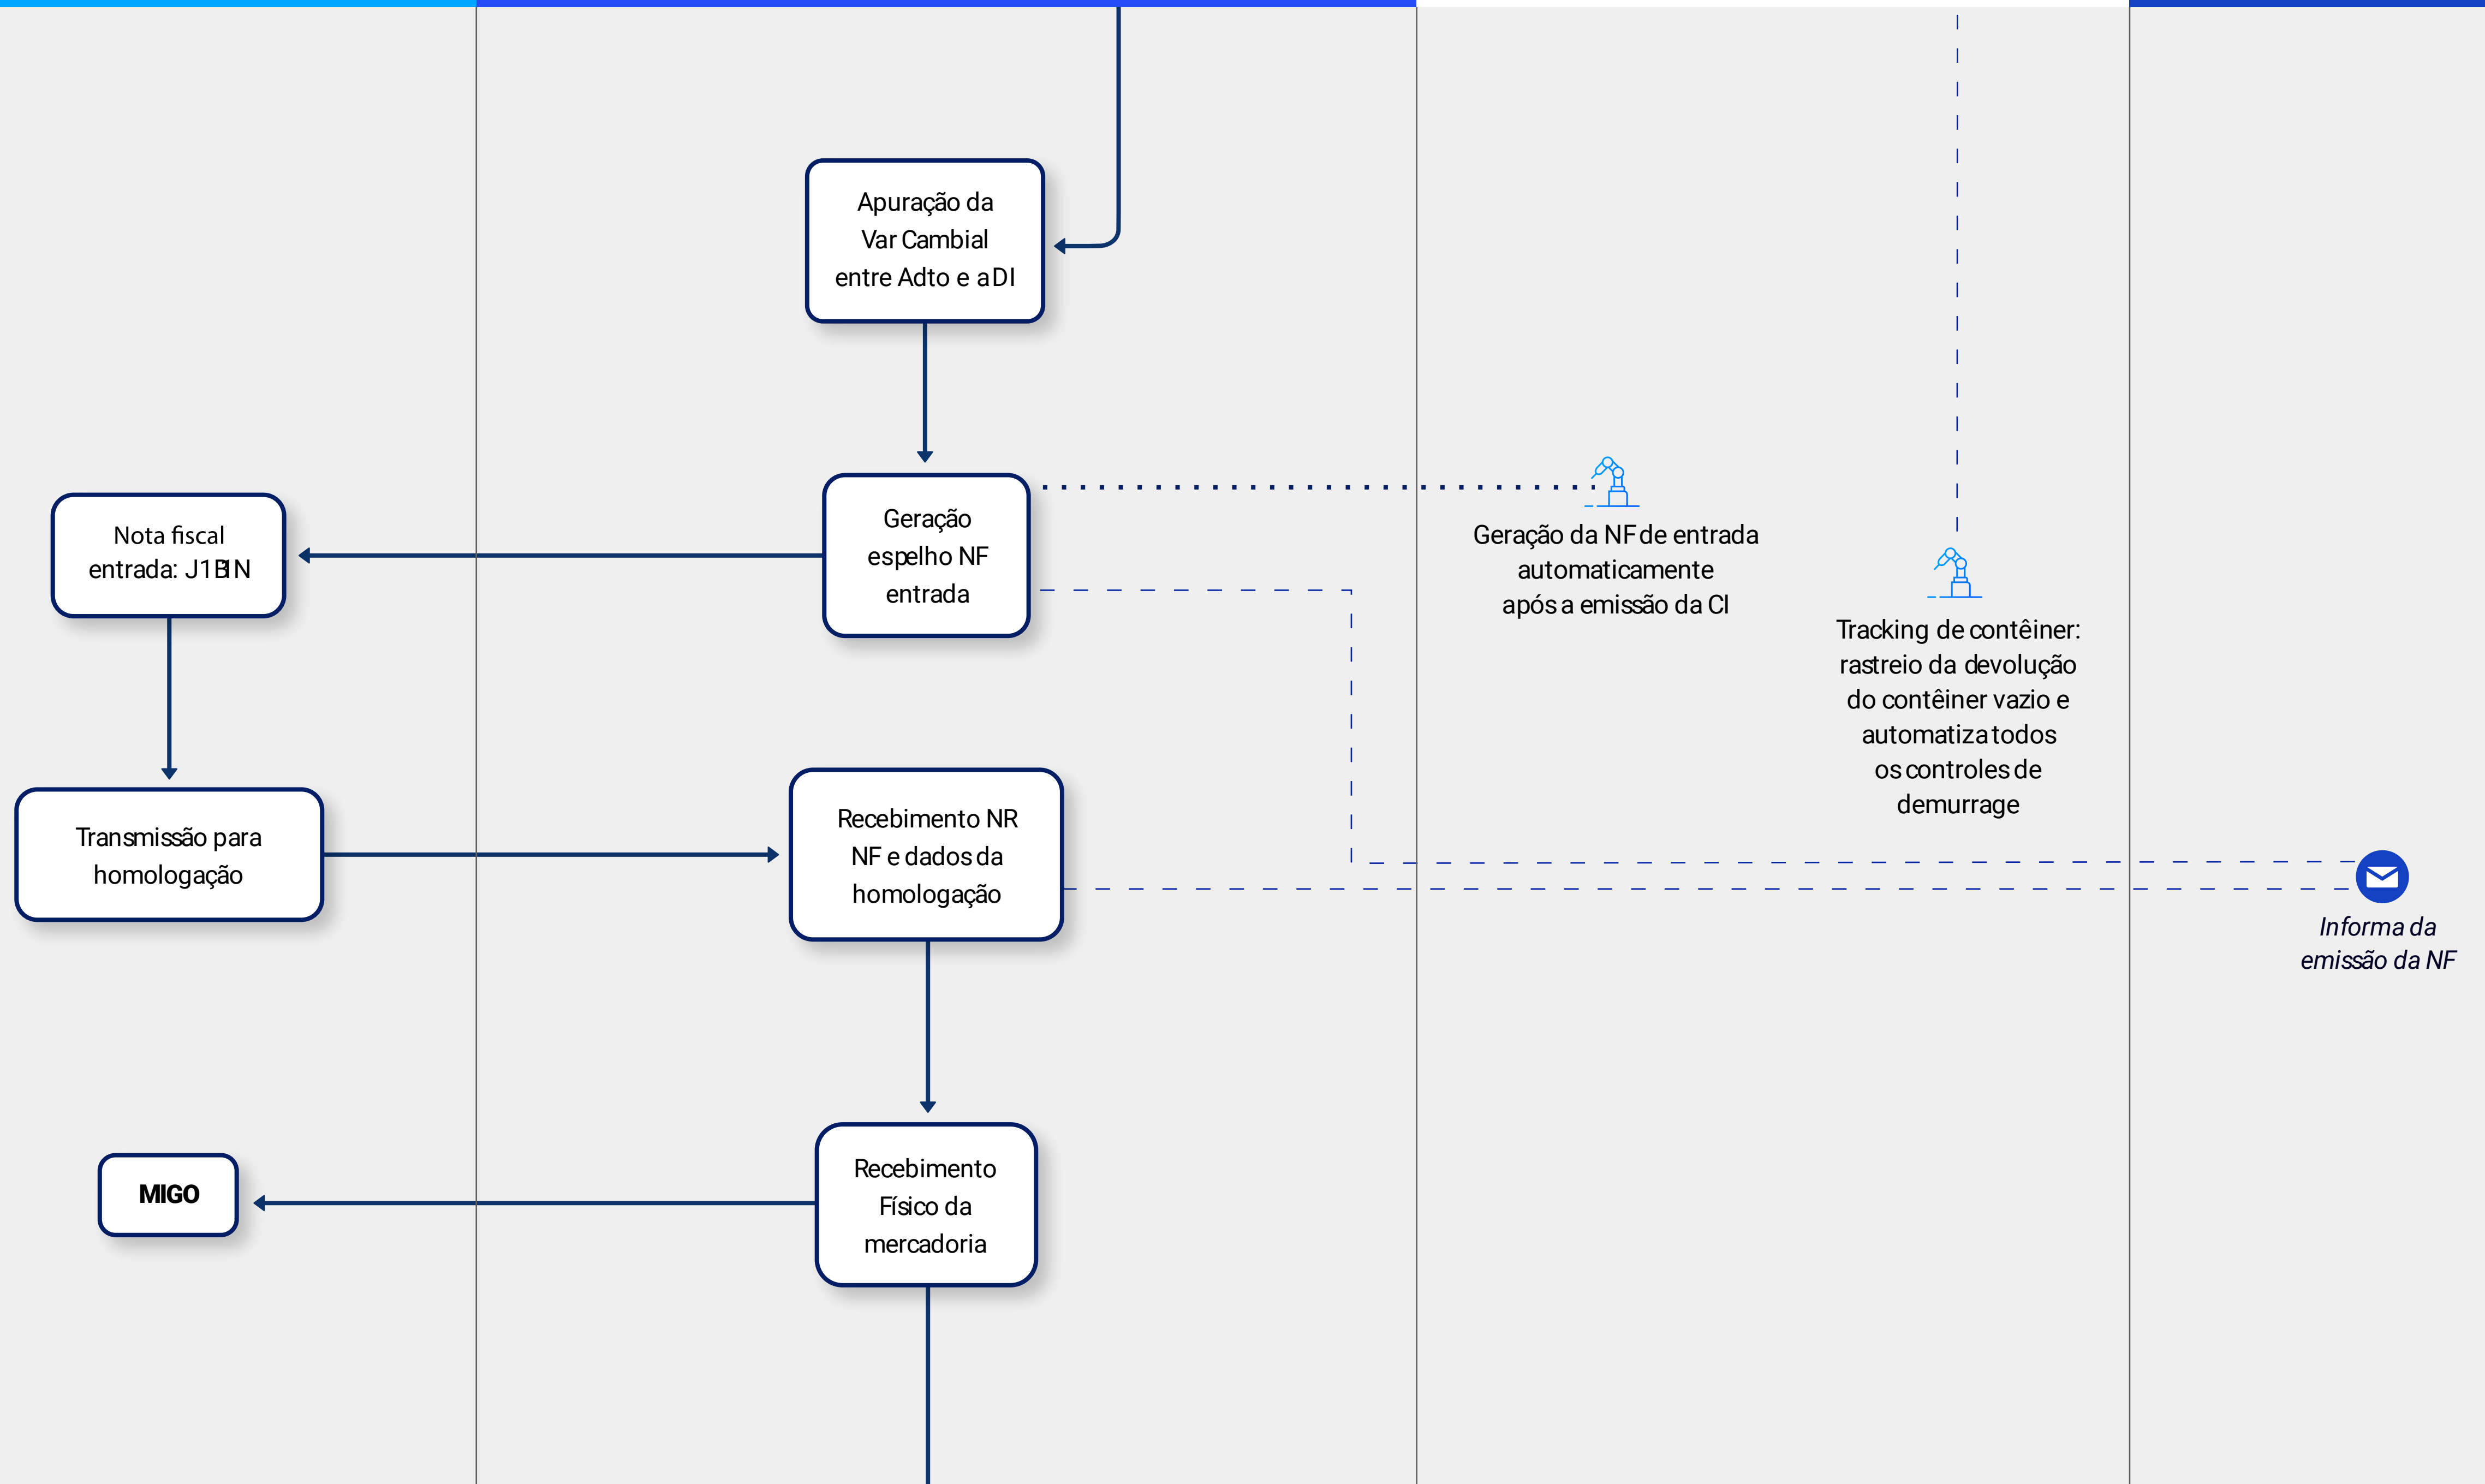 Apuração da
Var Cambial
entre Adto e a DI
Geração
espelho NF
entrada
Nota fiscal
entrada: J1B1N
Geração da NF de entrada
automaticamente
após a emissão da CI
Tracking de contêiner:
rastreio da devolução
do contêiner vazio e
automatiza todos
os controles de
demurrage
Transmissão para
homologação
Recebimento NR
NF e dados da
homologação
Informa da
emissão da NF
MIGO
Recebimento
Físico da
mercadoria